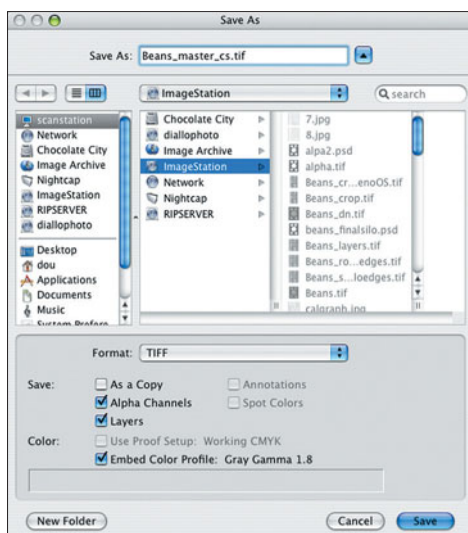 Save As
Save As: Beans_master_cs.tif
ImageStation
search
scanstation
Network
Chocolate City
Image Archive
Nightcap
ImageStation
RIPSERVER
diallophoto
Desktop
dou
Applications
Documents
Music
System Prefere
Chocolate City
diallophoto
Image Archive
ImageStation
Network
Nightcap
RIPSERVER
7.jpg
8.jpg
alpa2.psd
alpha.tif
Beans_cr...enoOS.tif
Beans_crop.tif
Beans_dn.tif
beans_finalsilo.psd
Beans_layers.tif
Beans_ro...edges.tif
Beans_s...loedges.tif
Beans.tif
calgraph.jpg
Format: TIFF
Save: As a Copy Annotations
Alpha Channels Spot Colors
Layers
Color: Use Proof Setup: Working CMYK
Embed Color Profile: Gray Gamma 1.8
New Folder Cancel Save